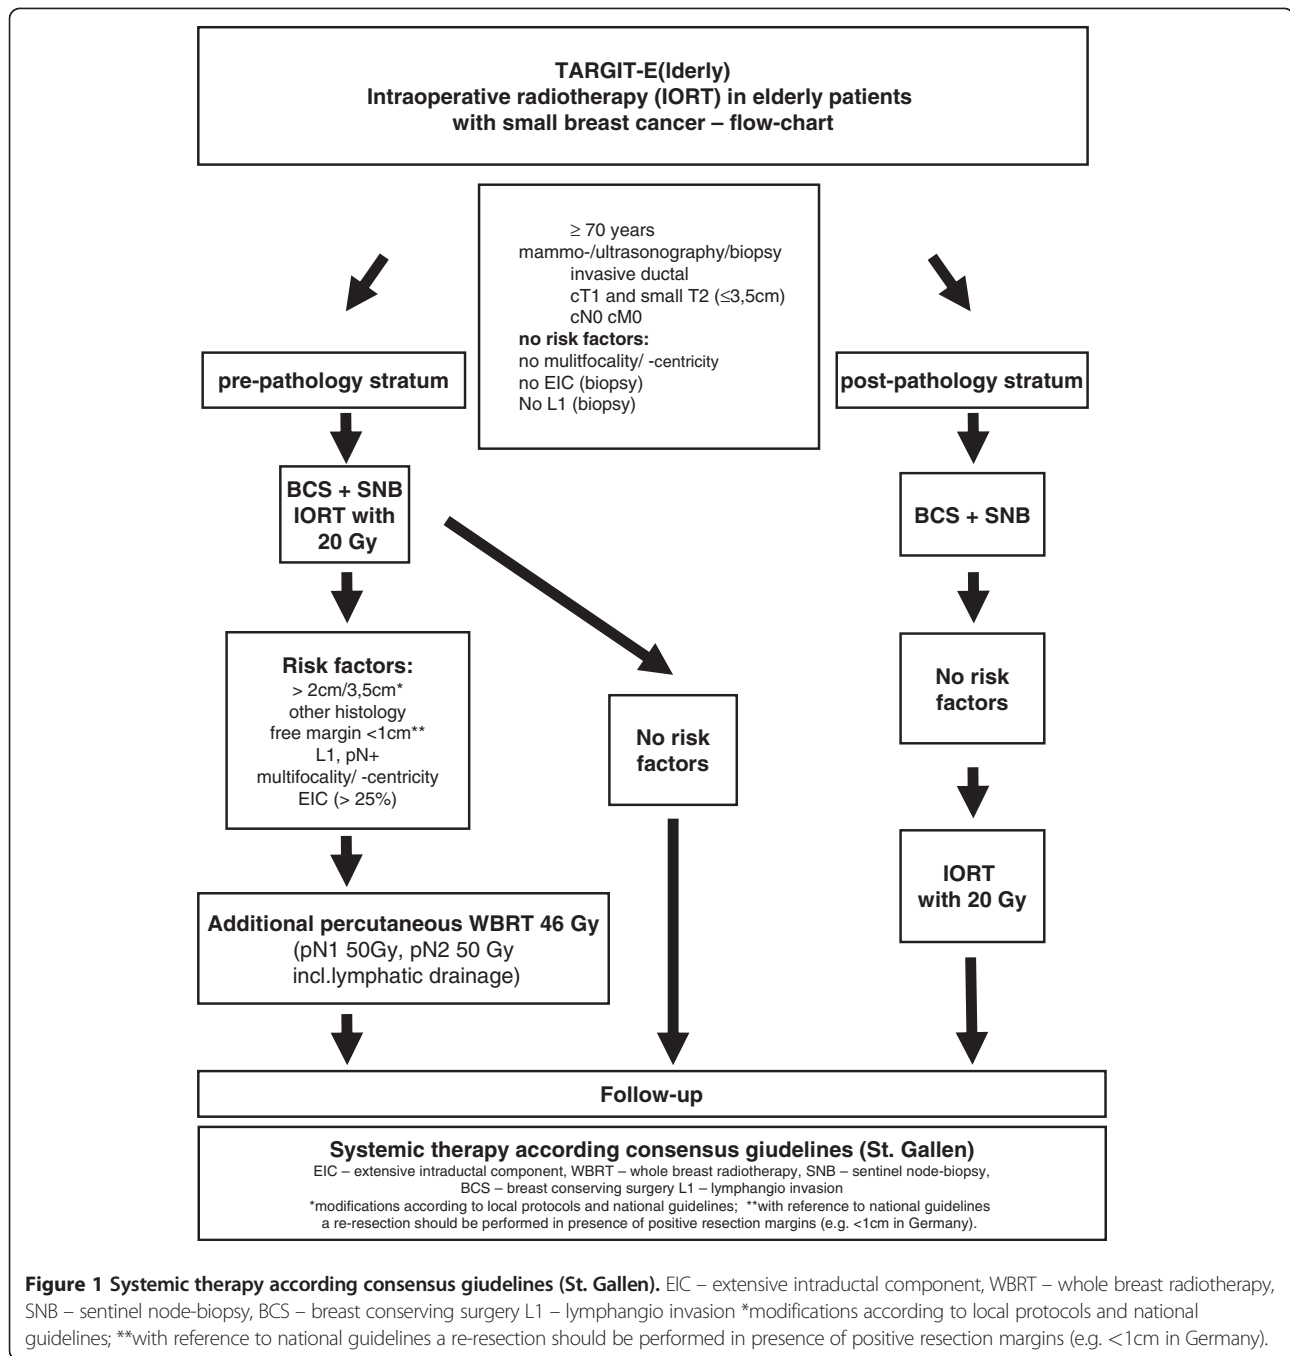 TARGIT-E(lderly)
Intraoperative radiotherapy (IORT) in elderly patients
with small breast cancer – flow-chart
≥ 70 years
mammo-/ultrasonography/biopsy
invasive ductal
cT1 and small T2 (≤3,5cm)
cN0 cM0
no risk factors:
no mulitfocality/ -centricity
no EIC (biopsy)
No L1 (biopsy)
pre-pathology stratum
post-pathology stratum
BCS + SNB
IORT with
20 Gy
BCS + SNB
Risk factors:
> 2cm/3,5cm*
other histology
free margin <1cm**
L1, pN+
multifocality/ -centricity
EIC (> 25%)
No risk
factors
No risk
factors
IORT
with 20 Gy
Additional percutaneous WBRT 46 Gy
(pN1 50Gy, pN2 50 Gy
incl.lymphatic drainage)
Follow-up
Systemic therapy according consensus giudelines (St. Gallen)
EIC – extensive intraductal component, WBRT – whole breast radiotherapy, SNB – sentinel node-biopsy,
BCS – breast conserving surgery L1 – lymphangio invasion
*modifications according to local protocols and national guidelines; **with reference to national guidelines
a re-resection should be performed in presence of positive resection margins (e.g. <1cm in Germany).
Figure 1 Systemic therapy according consensus giudelines (St. Gallen). EIC – extensive intraductal component, WBRT – whole breast radiotherapy,
SNB – sentinel node-biopsy, BCS – breast conserving surgery L1 – lymphangio invasion *modifications according to local protocols and national
guidelines; **with reference to national guidelines a re-resection should be performed in presence of positive resection margins (e.g. <1cm in Germany).